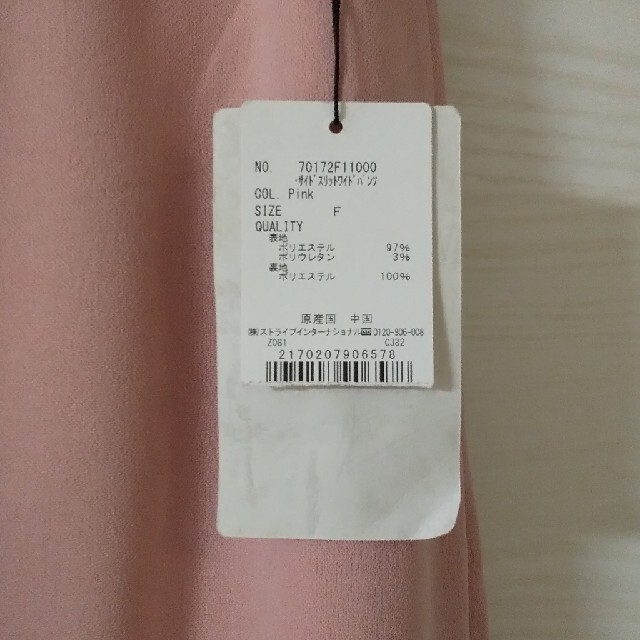 NO. 70172F11000
ｻｲﾄﾞｽﾘｯﾄﾜｲﾄﾞﾊﾟﾝﾂ
COL. Pink
SIZE F
QUALITY
表地
ポリエステル 97%
ポリウレタン 3%
裏地
ポリエステル 100%
原産国 中国
㈱ストライプインターナショナル 0120-906-008
Z081 C382
2170207906578